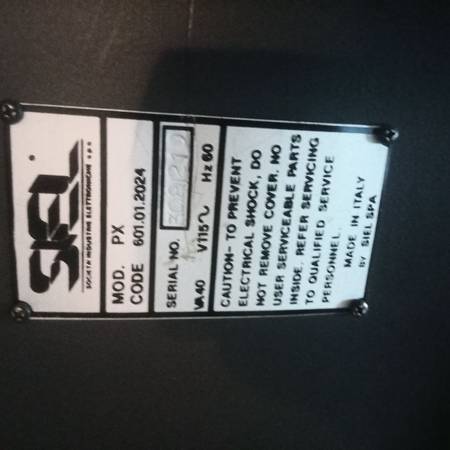 SIEL
SOCIETA' INDUSTRIE ELETTRONICHE s.p.a.
MOD. PX
CODE 601.01.2024
SERIAL NO.
VA40 V115∿ Hz 60
CAUTION- TO PREVENT
ELECTRICAL SHOCK, DO
NOT REMOVE COVER. NO
USER SERVICEABLE PARTS
INSIDE. REFER SERVICING
TO QUALIFIED SERVICE
PERSONNEL.
MADE IN ITALY
BY SIEL SPA